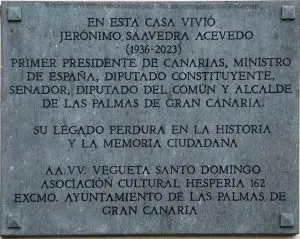 EN ESTA CASA VIVIÓ
JERÓNIMO SAAVEDRA ACEVEDO
(1936-2023)
PRIMER PRESIDENTE DE CANARIAS, MINISTRO
DE ESPAÑA, DIPUTADO CONSTITUYENTE,
SENADOR, DIPUTADO DEL COMÚN Y ALCALDE
DE LAS PALMAS DE GRAN CANARIA.
SU LEGADO PERDURA EN LA HISTORIA
Y LA MEMORIA CIUDADANA
AA.VV. VEGUETA SANTO DOMINGO
ASOCIACIÓN CULTURAL HESPERIA 162
EXCMO. AYUNTAMIENTO DE LAS PALMAS DE
GRAN CANARIA